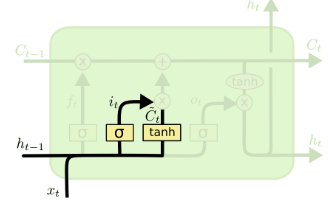 h_t
C_{t-1} × + C_t
tanh
f_t i_t × o_t ×
C̃_t
σ σ tanh σ
h_{t-1} h_t
x_t